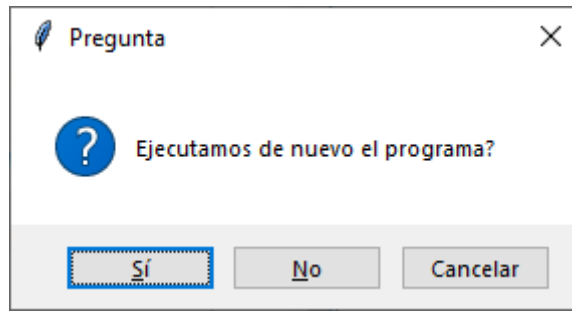 Pregunta
Ejecutamos de nuevo el programa?
Sí
No
Cancelar